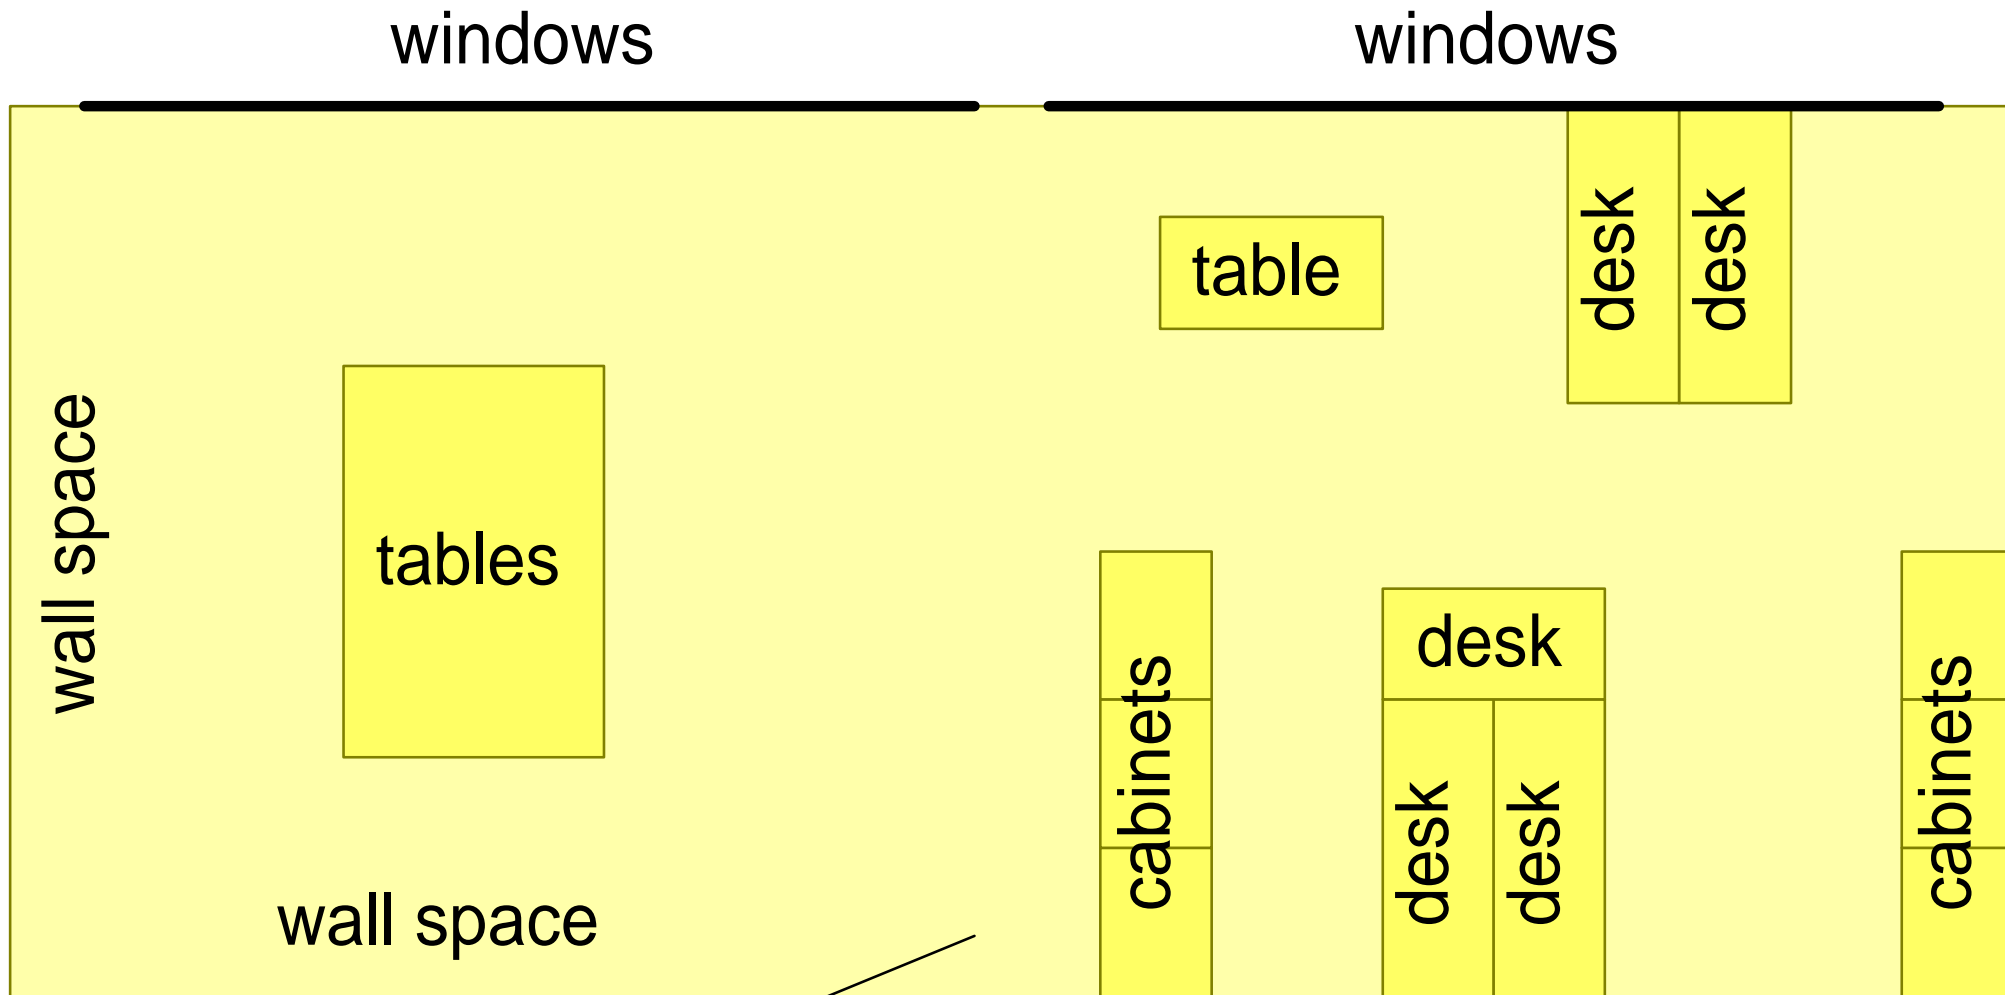 windows
windows
desk
desk
table
wall space
tables
desk
cabinets
cabinets
desk
desk
wall space